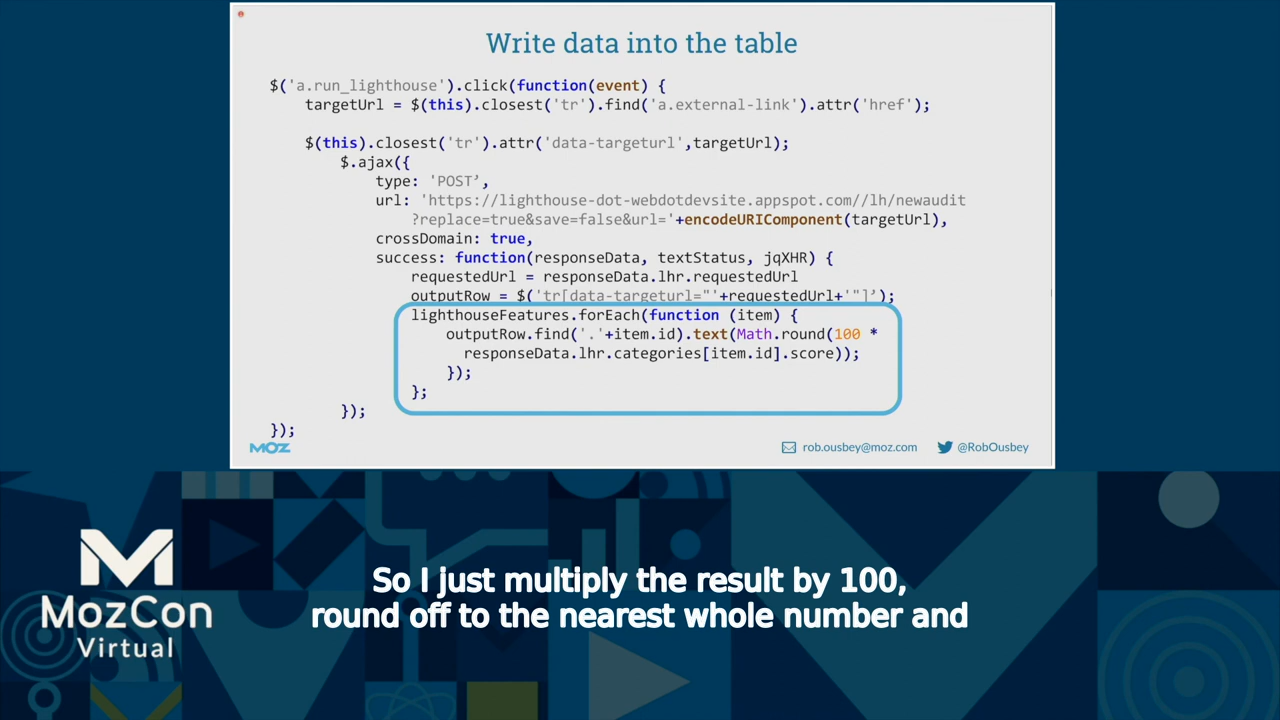 Write data into the table
$('a.run_lighthouse').click(function(event) {
targetUrl = $(this).closest('tr').find('a.external-link').attr('href');
$(this).closest('tr').attr('data-targeturl',targetUrl);
$.ajax({
type: 'POST’,
url: 'https://lighthouse-dot-webdotdevsite.appspot.com//lh/newaudit
?replace=true&save=false&url='+encodeURIComponent(targetUrl),
crossDomain: true,
success: function(responseData, textStatus, jqXHR) {
requestedUrl = responseData.lhr.requestedUrl
outputRow = $('tr[data-targeturl="'+requestedUrl+'"]’);
lighthouseFeatures.forEach(function (item) {
outputRow.find('.'+item.id).text(Math.round(100 *
responseData.lhr.categories[item.id].score));
});
};
});
});
MOZ
rob.ousbey@moz.com
@RobOusbey
M
MozCon
Virtual
So I just multiply the result by 100,
round off to the nearest whole number and